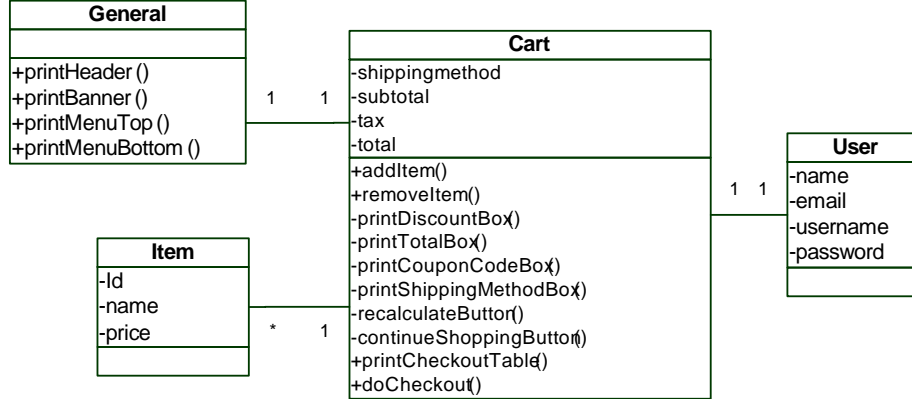 General
+printHeader()
+printBanner()
+printMenuTop()
+printMenuBottom()
1 1
Cart
-shippingmethod
-subtotal
-tax
-total
+addItem()
+removeItem()
-printDiscountBox()
-printTotalBox()
-printCouponCodeBox()
-printShippingMethodBox()
-recalculateButton()
-continueShoppingButton()
+printCheckoutTable()
+doCheckout()
1 1
User
-name
-email
-username
-password
Item
-Id
-name
-price
* 1